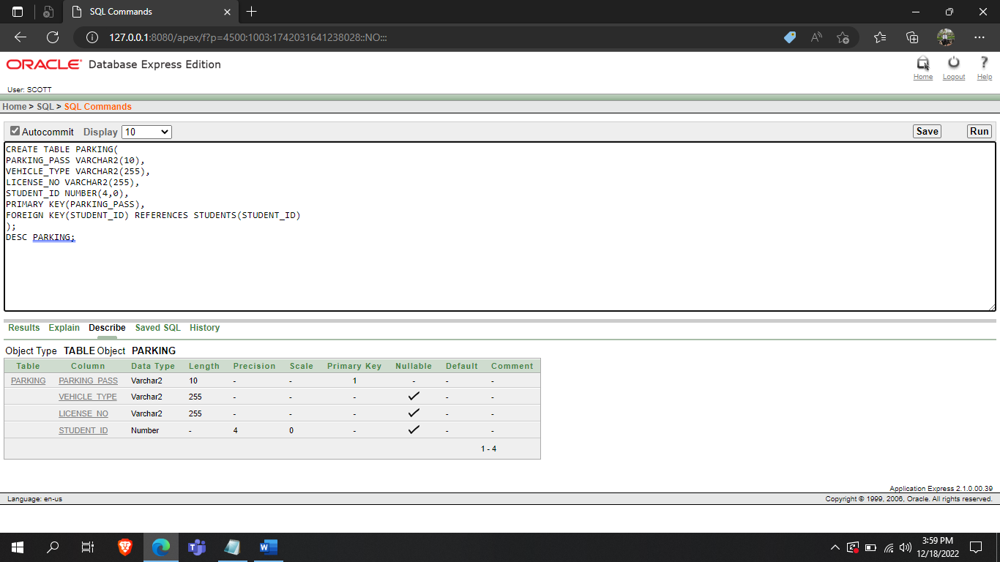 SQL Commands
127.0.0.1:8080/apex/f?p=4500:1003:1742031641238028::NO:::
ORACLE Database Express Edition
Home Logout Help
User: SCOTT
Home > SQL > SQL Commands
Autocommit Display 10 Save Run
CREATE TABLE PARKING(
PARKING_PASS VARCHAR2(10),
VEHICLE_TYPE VARCHAR2(255),
LICENSE_NO VARCHAR2(255),
STUDENT_ID NUMBER(4,0),
PRIMARY KEY(PARKING_PASS),
FOREIGN KEY(STUDENT_ID) REFERENCES STUDENTS(STUDENT_ID)
);
DESC PARKING;
Results Explain Describe Saved SQL History
Object Type TABLE Object PARKING
Table Column Data Type Length Precision Scale Primary Key Nullable Default Comment
PARKING PARKING_PASS Varchar2 10 - - 1 - - -
VEHICLE_TYPE Varchar2 255 - - - ✓ - -
LICENSE_NO Varchar2 255 - - - ✓ - -
STUDENT_ID Number - 4 0 - ✓ - -
1 - 4
Application Express 2.1.0.00.39
Language: en-us Copyright © 1999, 2006, Oracle. All rights reserved.
3:59 PM
12/18/2022